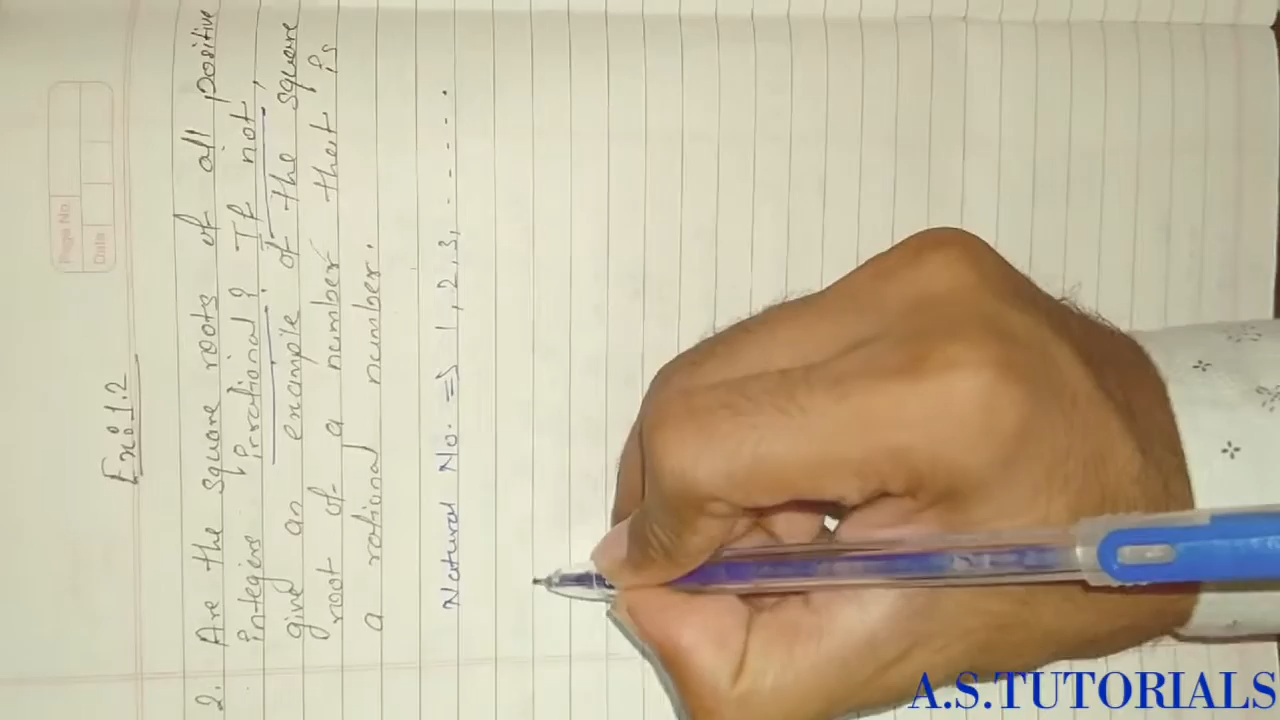 Page No.
Date
Ex: 1.2
2. Are the square roots of all positive
integers irrational? If not,
give an example of the square
root of a number that is
a rational number.
Natural No. => 1, 2, 3, - - - - - .
A.S.TUTORIALS